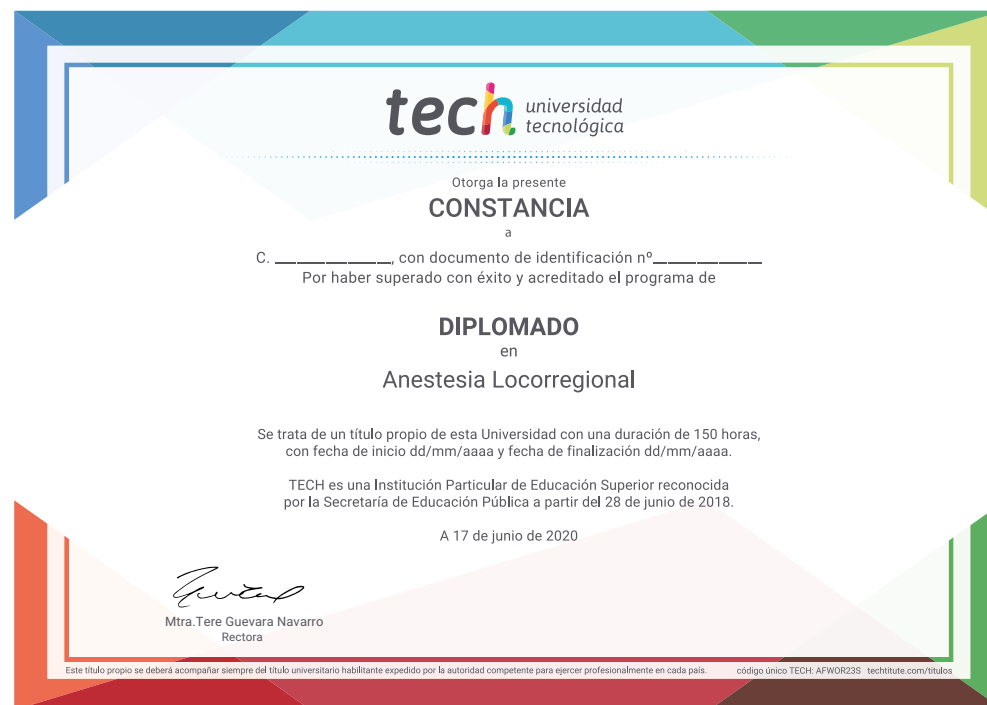 tech universidad
tecnológica
Otorga la presente
CONSTANCIA
a
C. ________________, con documento de identificación nº_______________
Por haber superado con éxito y acreditado el programa de
DIPLOMADO
en
Anestesia Locorregional
Se trata de un título propio de esta Universidad con una duración de 150 horas,
con fecha de inicio dd/mm/aaaa y fecha de finalización dd/mm/aaaa.
TECH es una Institución Particular de Educación Superior reconocida
por la Secretaría de Educación Pública a partir del 28 de junio de 2018.
A 17 de junio de 2020
Mtra.Tere Guevara Navarro
Rectora
Este título propio se deberá acompañar siempre del título universitario habilitante expedido por la autoridad competente para ejercer profesionalmente en cada país. código único TECH: AFWOR23S techtitute.com/titulos